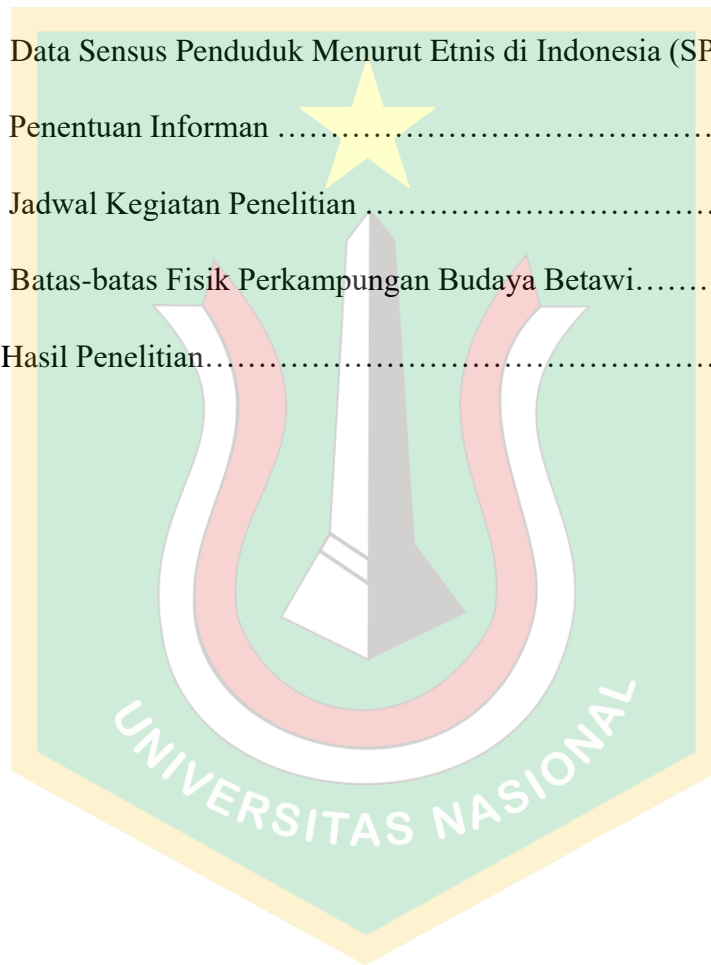 Data Sensus Penduduk Menurut Etnis di Indonesia (SP
Penentuan Informan ……………………………………
Jadwal Kegiatan Penelitian ……………………………
Batas-batas Fisik Perkampungan Budaya Betawi……
Hasil Penelitian…………………………………………
UNIVERSITAS NASIONAL